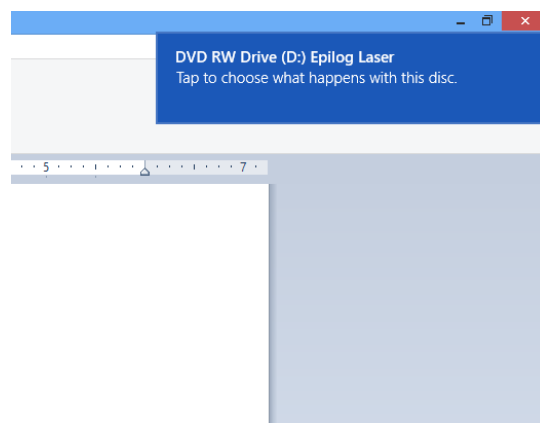 DVD RW Drive (D:) Epilog Laser
Tap to choose what happens with this disc.
5 7